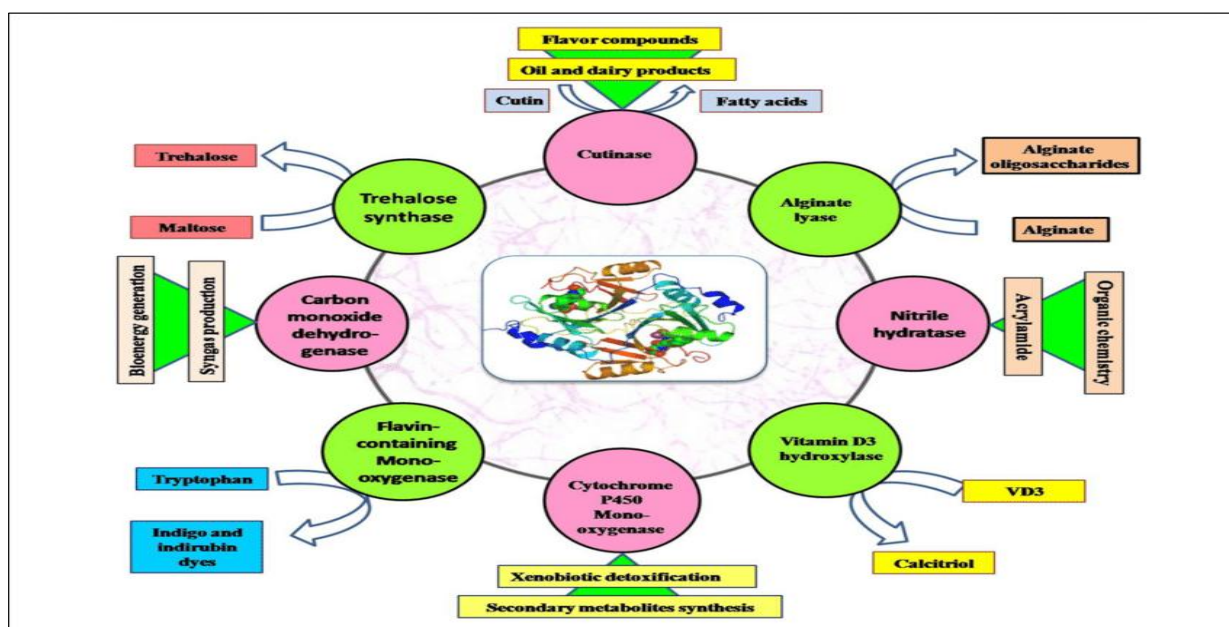 Flavor compounds
Oil and dairy products
Cutin
Fatty acids
Cutinase
Trehalose
Maltose
Trehalose
synthase
Alginate
lyase
Alginate
oligosaccharides
Alginate
Bioenergy generation
Syngas production
Carbon
monoxide
dehydro-
genase
Nitrile
hydratase
Acrylamide
Organic chemistry
Flavin-
containing
Mono-
oxygenase
Tryptophan
Indigo and
indirubin
dyes
Cytochrome
P450
Mono-
oxygenase
Vitamin D3
hydroxylase
VD3
Calcitriol
Xenobiotic detoxification
Secondary metabolites synthesis